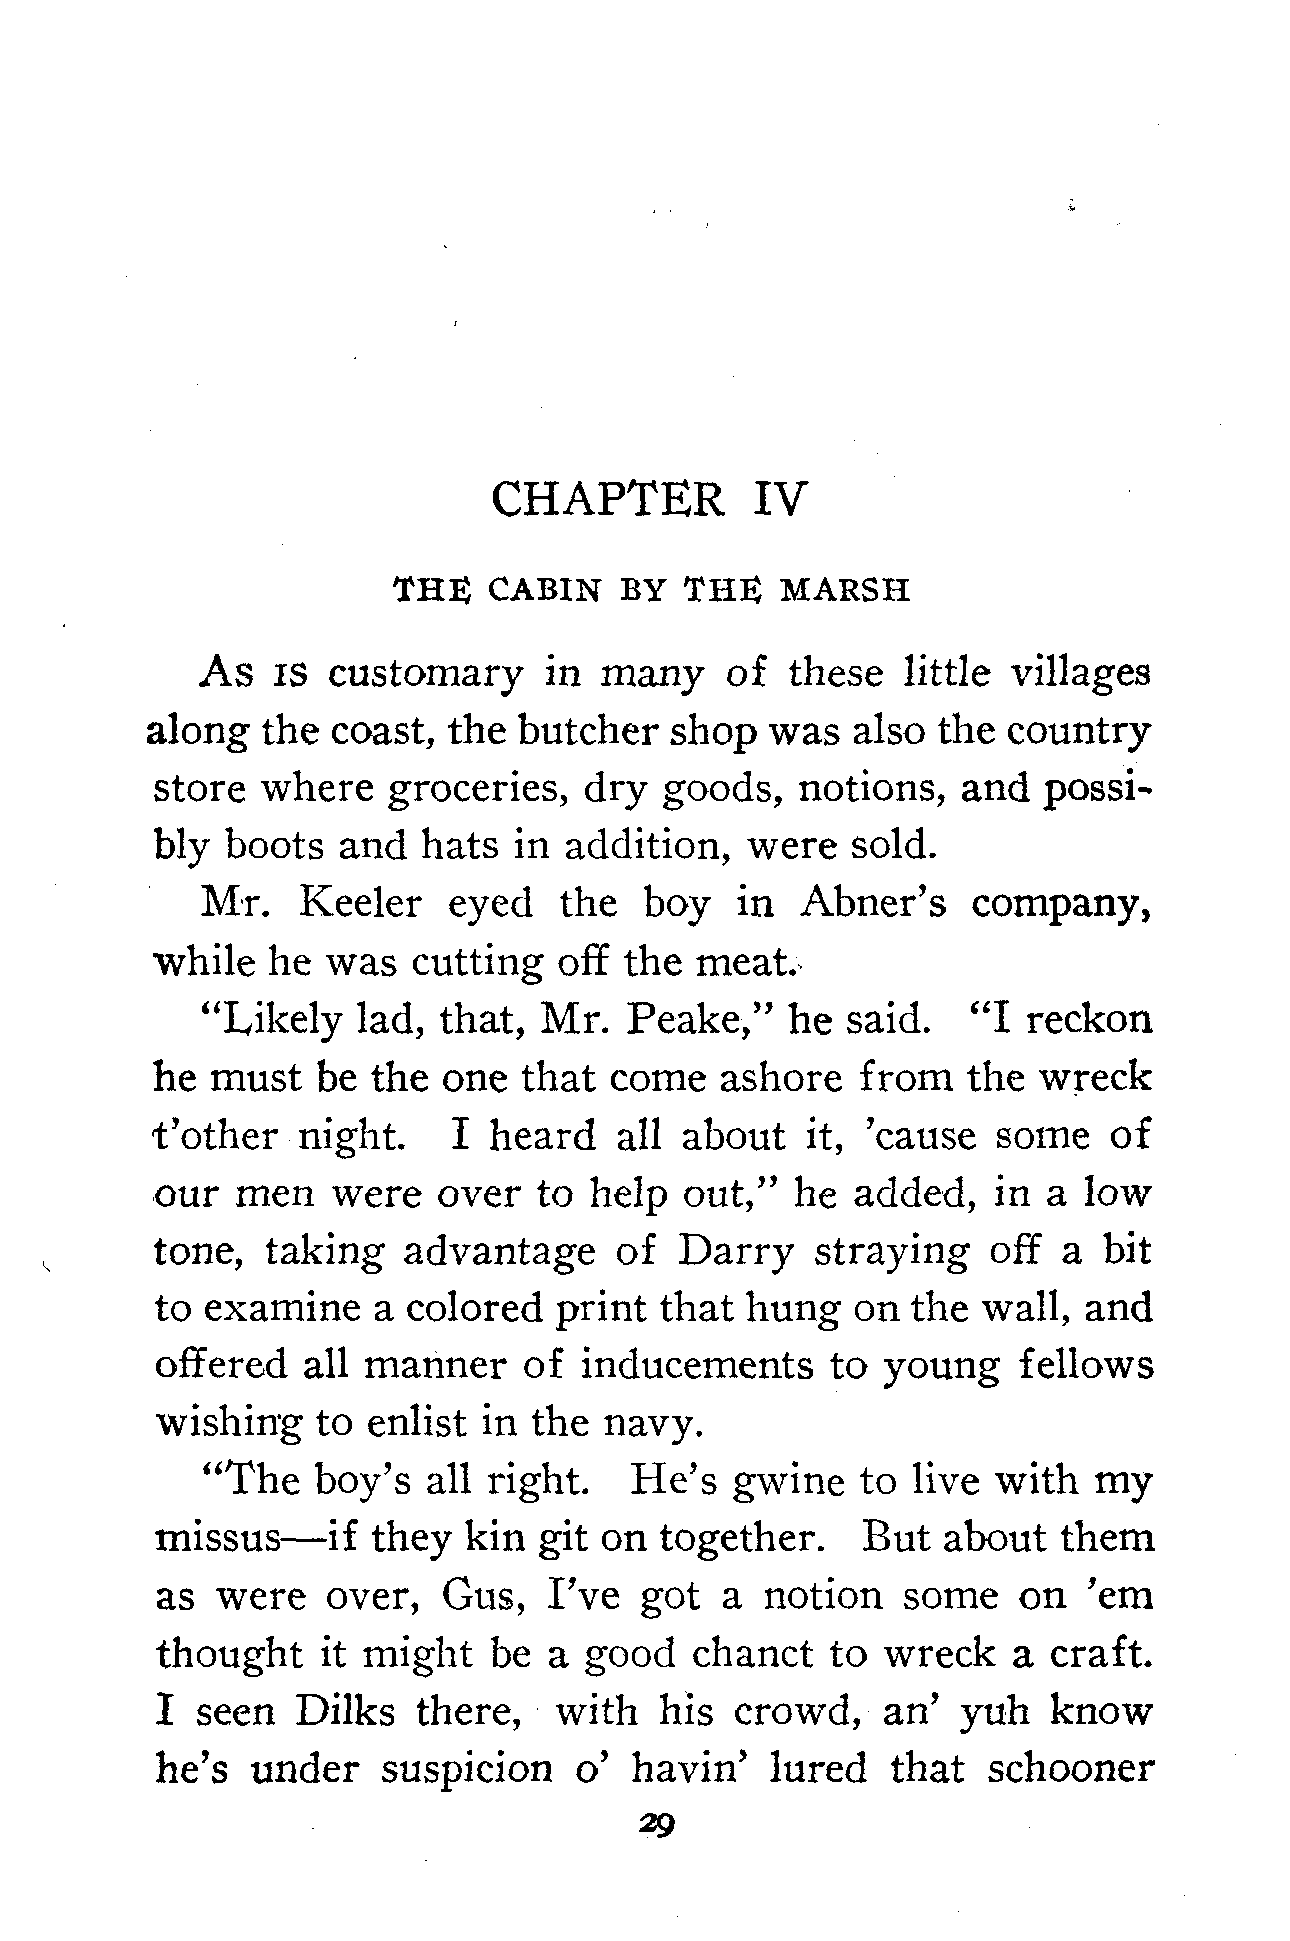 CHAPTER IV
THE CABIN BY THE MARSH
As is customary in many of these little villages
along the coast, the butcher shop was also the country
store where groceries, dry goods, notions, and possi-
bly boots and hats in addition, were sold.
Mr. Keeler eyed the boy in Abner's company,
while he was cutting off the meat.
“Likely lad, that, Mr. Peake,” he said. “I reckon
he must be the one that come ashore from the wreck
t'other night. I heard all about it, 'cause some of
our men were over to help out,” he added, in a low
tone, taking advantage of Darry straying off a bit
to examine a colored print that hung on the wall, and
offered all manner of inducements to young fellows
wishing to enlist in the navy.
“The boy's all right. He's gwine to live with my
missus—if they kin git on together. But about them
as were over, Gus, I've got a notion some on 'em
thought it might be a good chanct to wreck a craft.
I seen Dilks there, with his crowd, an' yuh know
he's under suspicion o' havin' lured that schooner
29